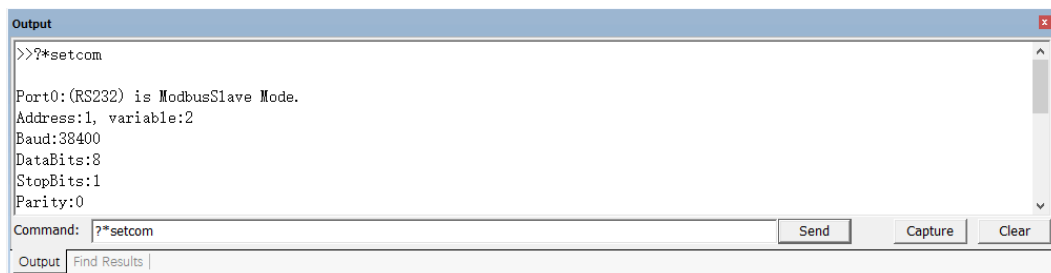 Output
>>?*setcom
Port0:(RS232) is ModbusSlave Mode.
Address:1, variable:2
Baud:38400
DataBits:8
StopBits:1
Parity:0
Command: ?*setcom Send Capture Clear
Output Find Results